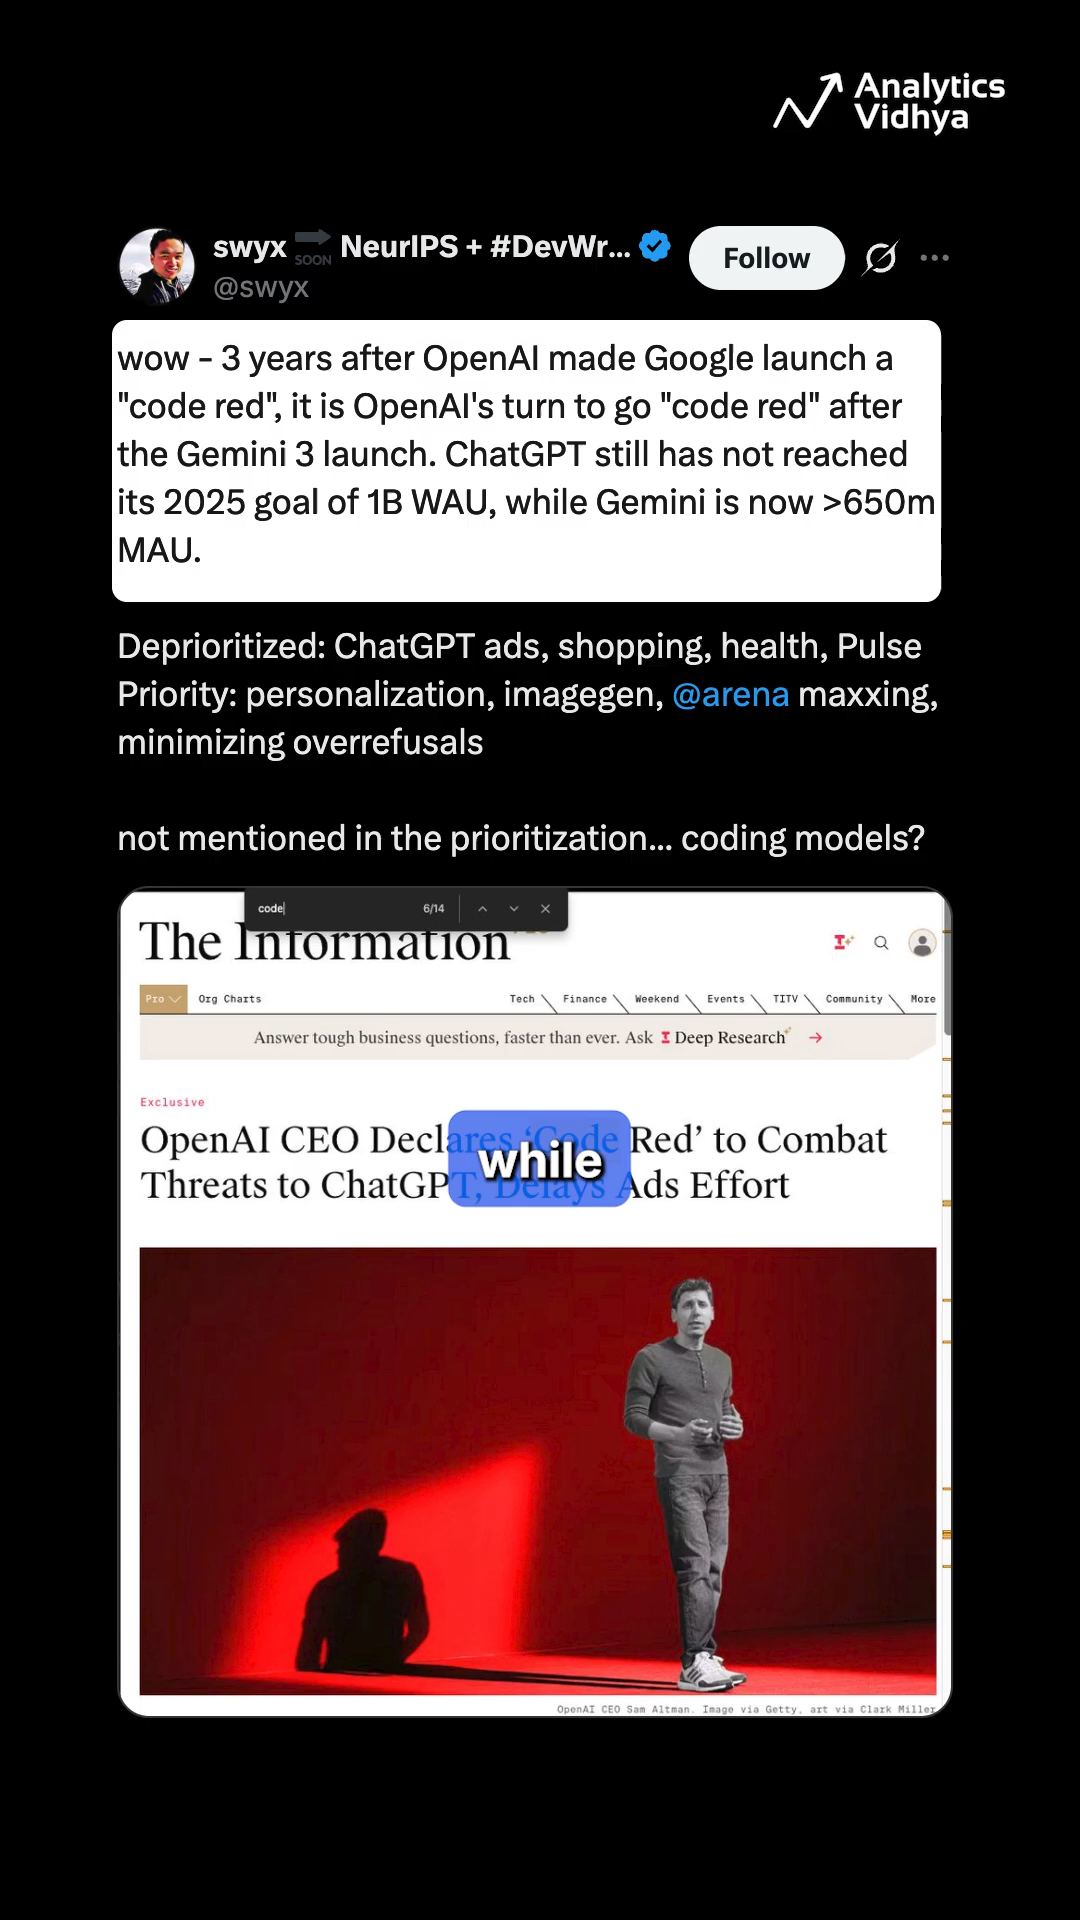 Analytics
Vidhya
swyx SOON NeurIPS + #DevWr...
Follow
@swyx
wow - 3 years after OpenAI made Google launch a
"code red", it is OpenAI's turn to go "code red" after
the Gemini 3 launch. ChatGPT still has not reached
its 2025 goal of 1B WAU, while Gemini is now >650m
MAU.
Deprioritized: ChatGPT ads, shopping, health, Pulse
Priority: personalization, imagegen, @arena maxxing,
minimizing overrefusals
not mentioned in the prioritization... coding models?
code 6/14
The Information
Pro Org Charts Tech Finance Weekend Events TITV Community More
Answer tough business questions, faster than ever. Ask Deep Research
Exclusive
OpenAI CEO Declares ‘Code Red’ to Combat
while
Threats to ChatGPT, Delays Ads Effort
OpenAI CEO Sam Altman. Image via Getty, art via Clark Miller